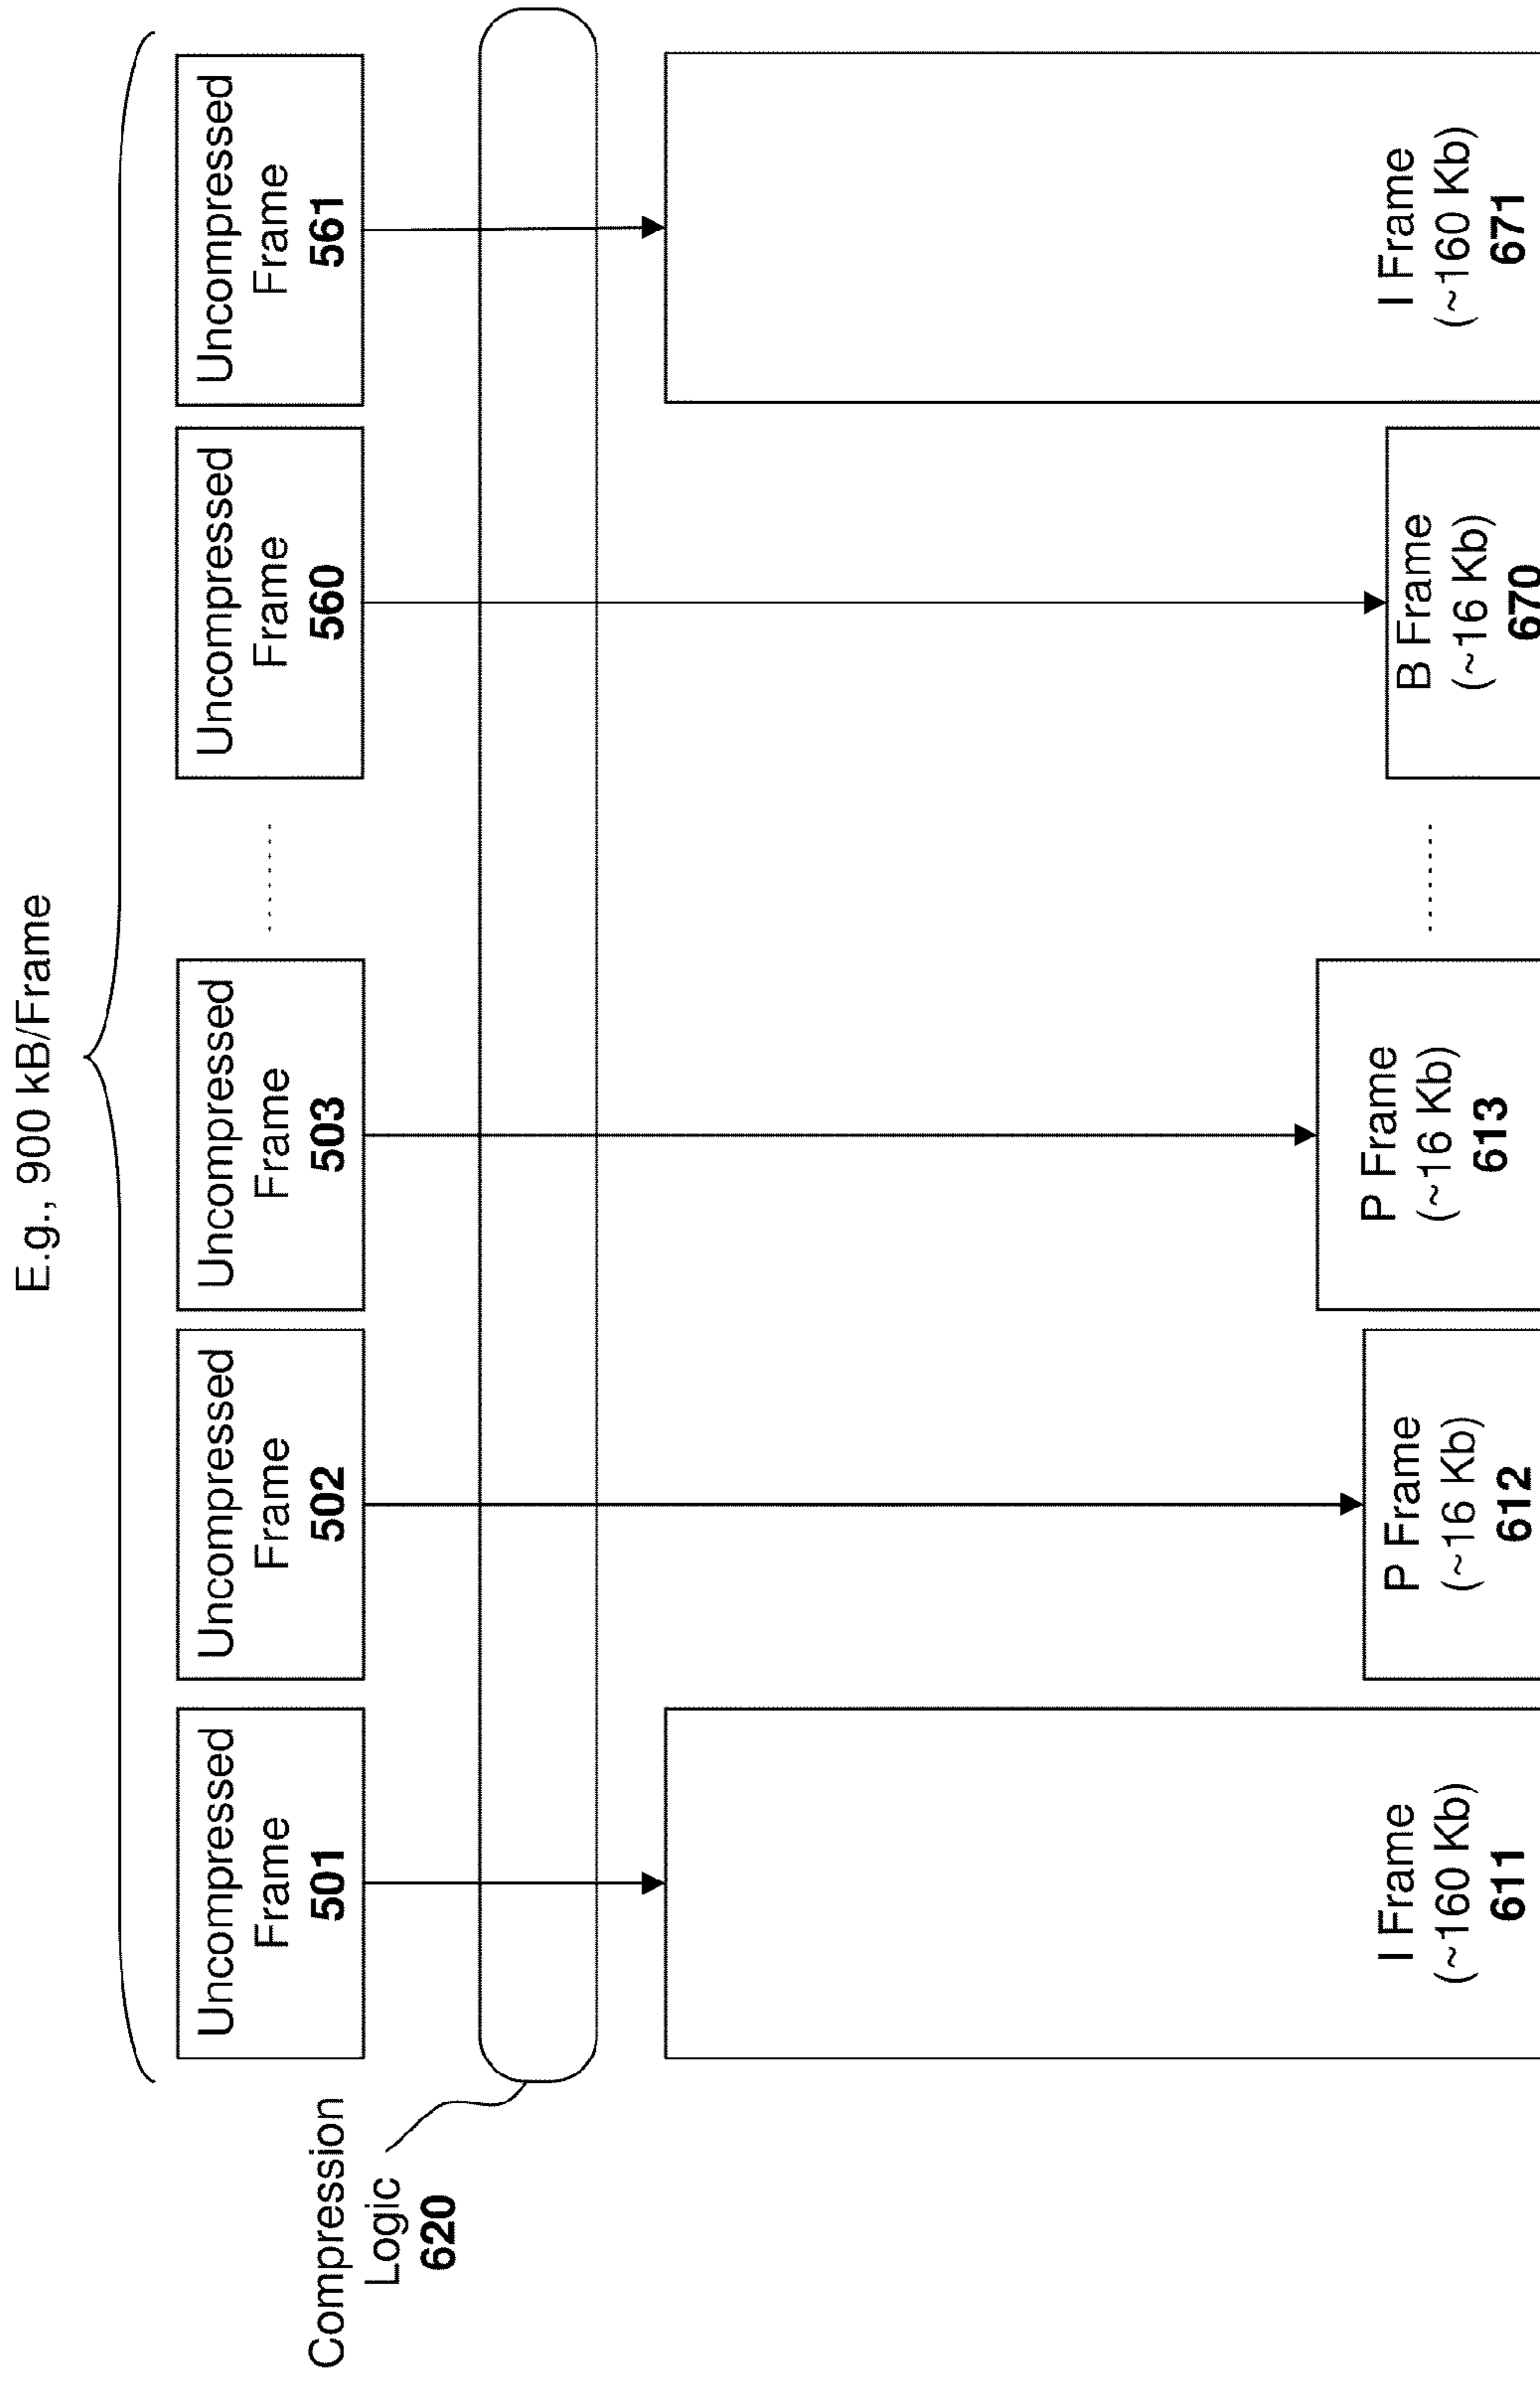 E.g., 900 kB/Frame
Uncompressed
Frame
501
Uncompressed
Frame
502
Uncompressed
Frame
503
Uncompressed
Frame
560
Uncompressed
Frame
561
Compression
Logic
620
I Frame
(~160 Kb)
611
P Frame
(~16 Kb)
612
P Frame
(~16 Kb)
613
B Frame
(~16 Kb)
670
I Frame
(~160 Kb)
671